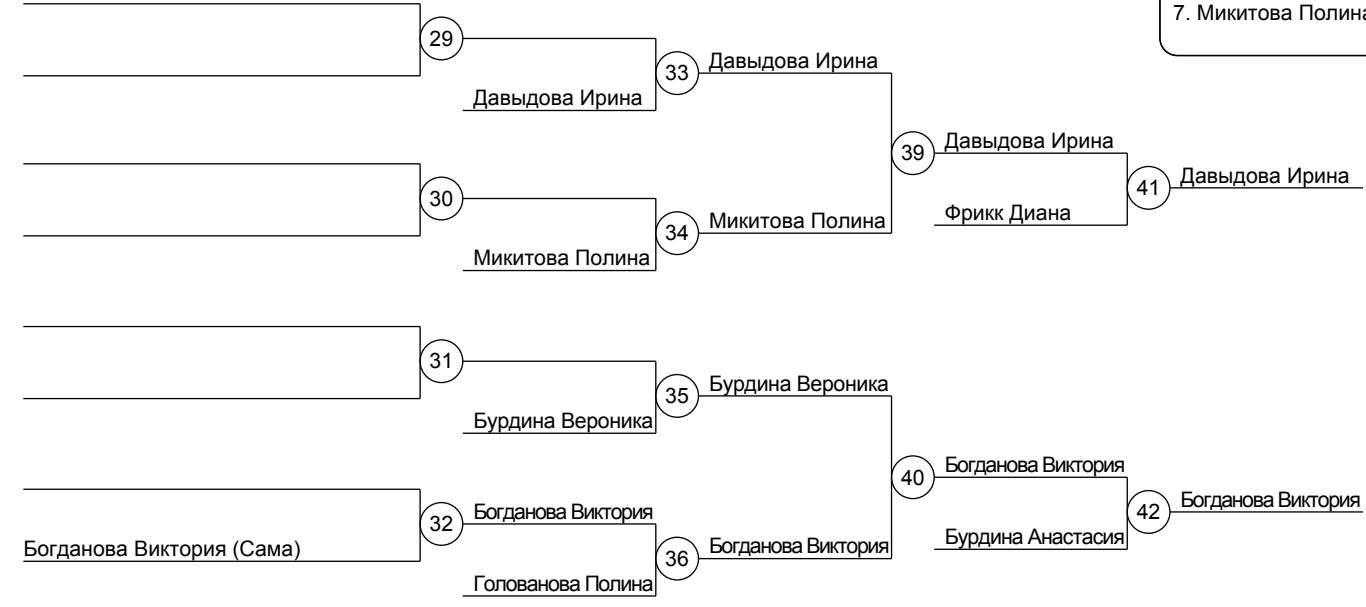 7. Микитова Полина
29
Давыдова Ирина
33
Давыдова Ирина
Давыдова Ирина
39
Давыдова Ирина
41
30
Микитова Полина
Фрикк Диана
34
Микитова Полина
31
Бурдина Вероника
35
Бурдина Вероника
Богданова Виктория
40
Богданова Виктория
Богданова Виктория
42
32
Богданова Виктория (Сама)
Богданова Виктория
Бурдина Анастасия
36
Голованова Полина